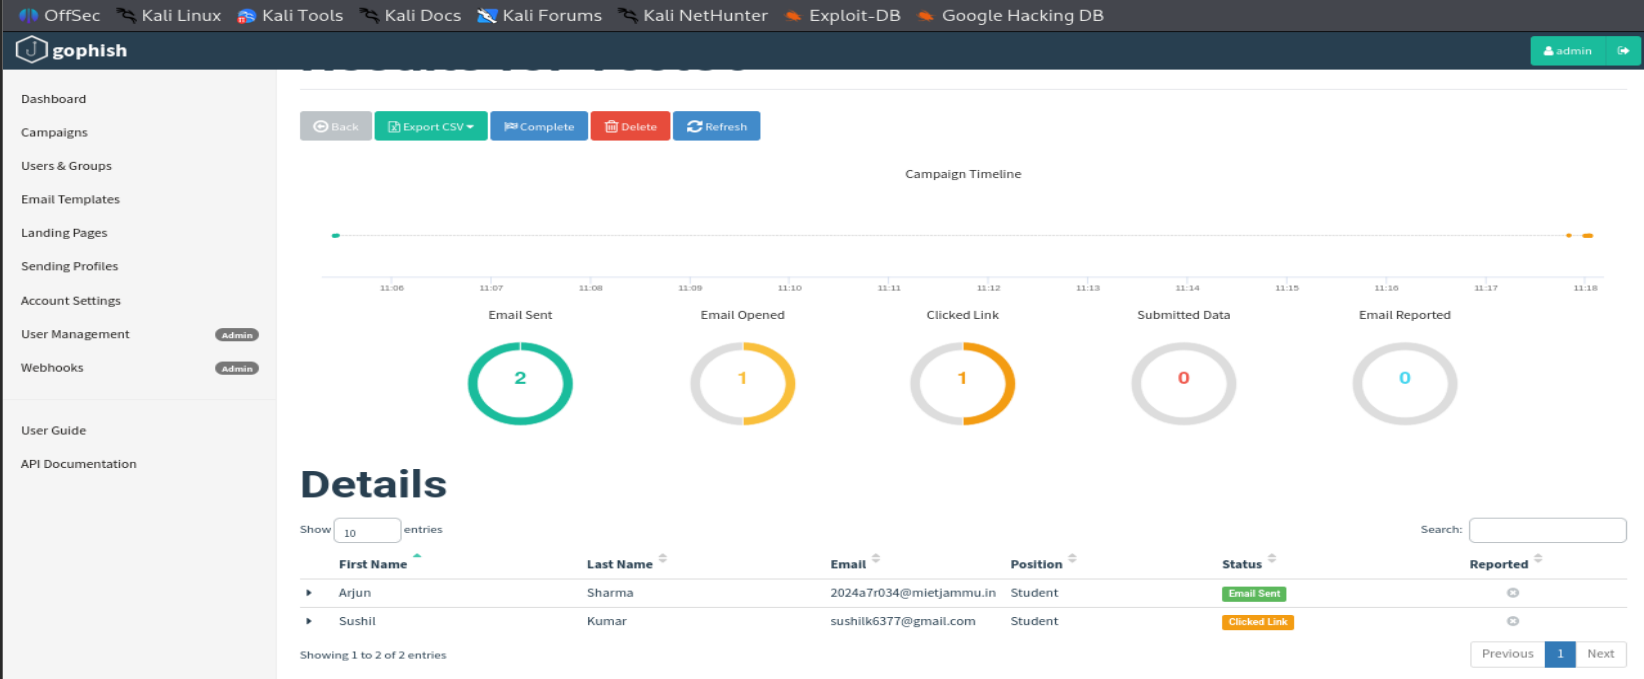 OffSec Kali Linux Kali Tools Kali Docs Kali Forums Kali NetHunter Exploit-DB Google Hacking DB
gophish admin
Dashboard
Campaigns
Users & Groups
Email Templates
Landing Pages
Sending Profiles
Account Settings
User Management Admin
Webhooks Admin
User Guide
API Documentation
Back Export CSV Complete Delete Refresh
Campaign Timeline
11:06 11:07 11:08 11:09 11:10 11:11 11:12 11:13 11:14 11:15 11:16 11:17 11:18
Email Sent Email Opened Clicked Link Submitted Data Email Reported
2 1 1 0 0
Details
Show 10 entries Search:
First Name Last Name Email Position Status Reported
Arjun Sharma 2024a7r034@mietjammu.in Student Email Sent
Sushil Kumar sushilk6377@gmail.com Student Clicked Link
Showing 1 to 2 of 2 entries Previous 1 Next